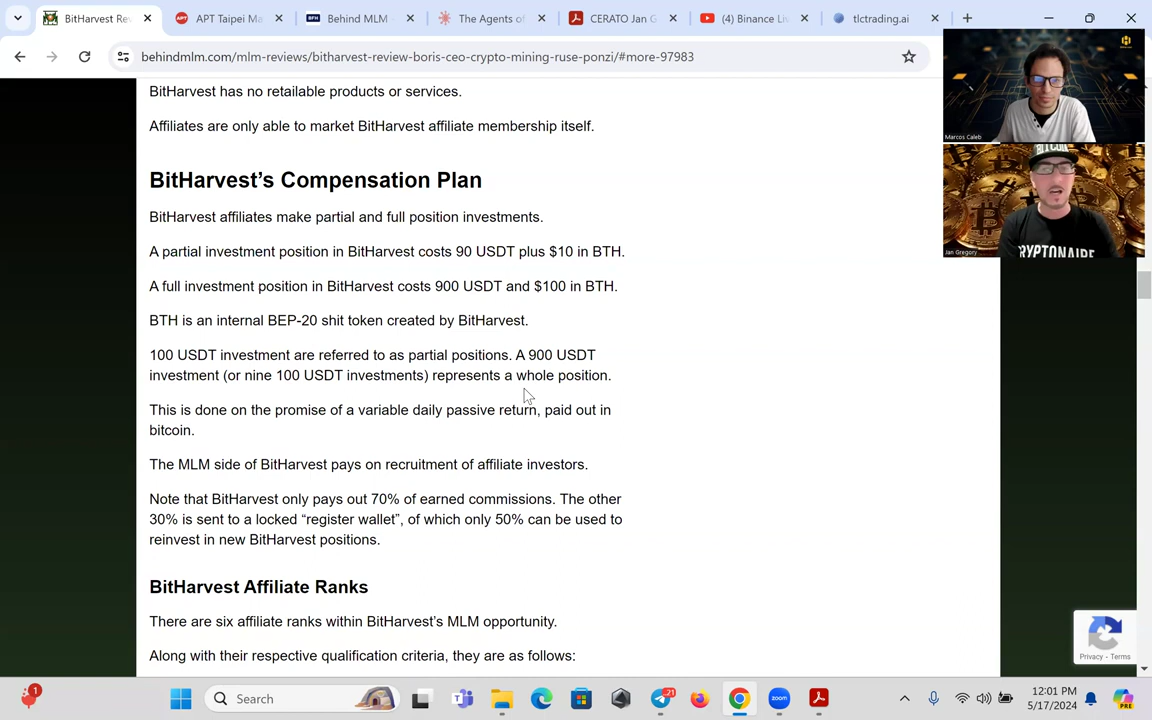 BitHarvest Rev
APT Taipei Ma
Behind MLM
The Agents of
CERATO Jan G
(4) Binance Li
tlctrading.ai
behindmlm.com/mlm-reviews/bitharvest-review-boris-ceo-crypto-mining-ruse-ponzi/#more-97983
BitHarvest has no retailable products or services.
Affiliates are only able to market BitHarvest affiliate membership itself.
BitHarvest’s Compensation Plan
BitHarvest affiliates make partial and full position investments.
A partial investment position in BitHarvest costs 90 USDT plus $10 in BTH.
A full investment position in BitHarvest costs 900 USDT and $100 in BTH.
BTH is an internal BEP-20 shit token created by BitHarvest.
100 USDT investment are referred to as partial positions. A 900 USDT
investment (or nine 100 USDT investments) represents a whole position.
This is done on the promise of a variable daily passive return, paid out in
bitcoin.
The MLM side of BitHarvest pays on recruitment of affiliate investors.
Note that BitHarvest only pays out 70% of earned commissions. The other
30% is sent to a locked “register wallet”, of which only 50% can be used to
reinvest in new BitHarvest positions.
BitHarvest Affiliate Ranks
There are six affiliate ranks within BitHarvest’s MLM opportunity.
Along with their respective qualification criteria, they are as follows:
Marcos Caleb
BITCOIN
CRYPTONAIRE
Jan Gregory
Privacy - Terms
1
Search
21
zoom
12:01 PM
5/17/2024
PRE